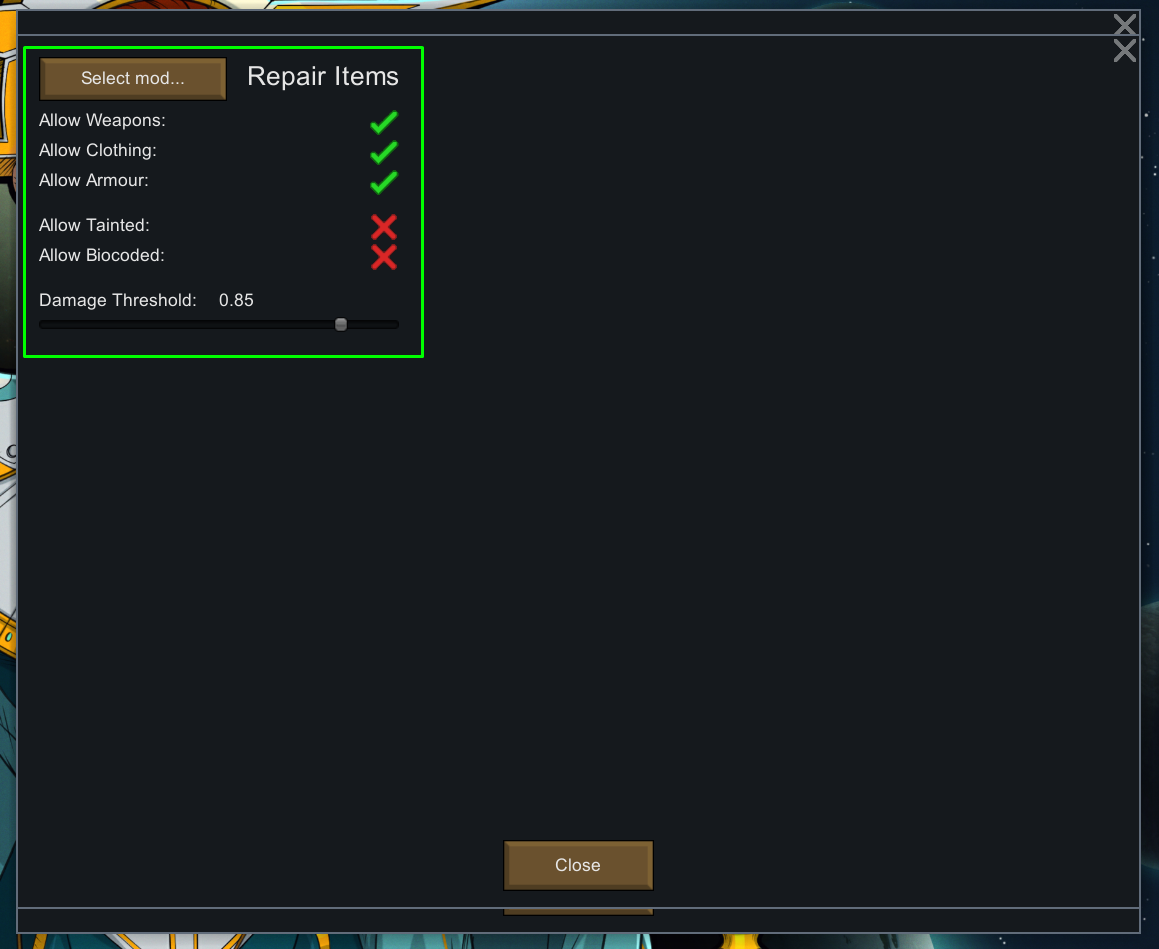 Select mod...
Repair Items
Allow Weapons:
Allow Clothing:
Allow Armour:
Allow Tainted:
Allow Biocoded:
Damage Threshold: 0.85
Close